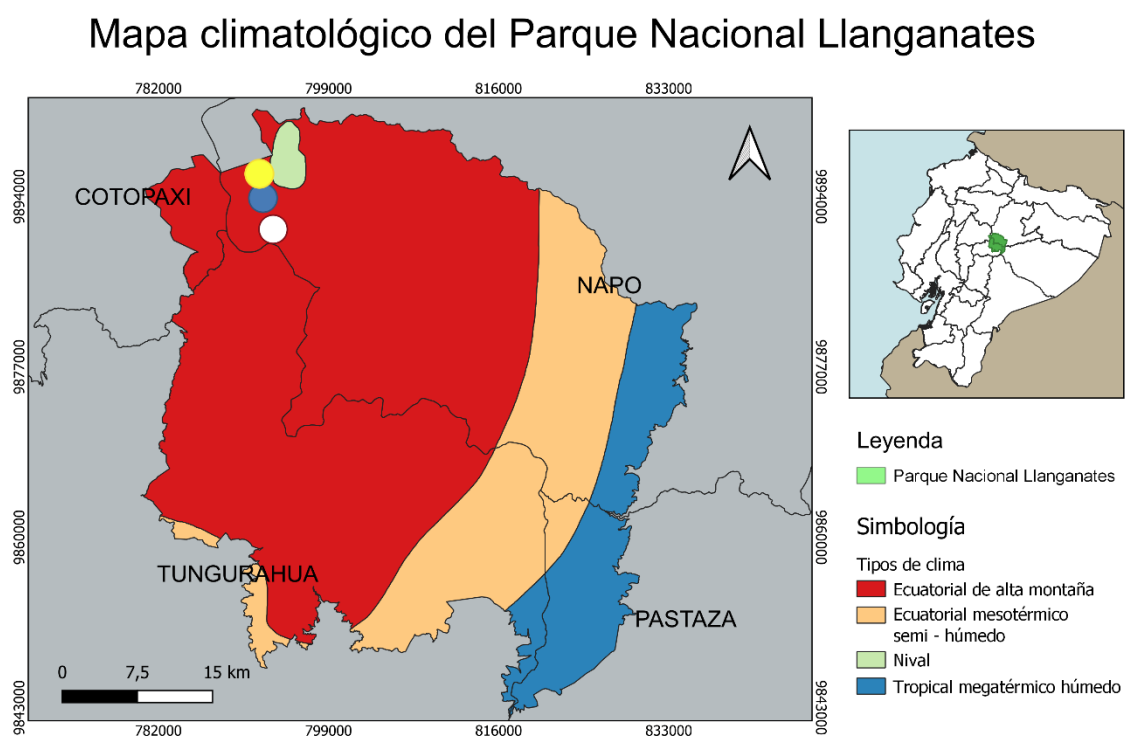 Mapa climatológico del Parque Nacional Llanganates
782000 799000 816000 833000
9894000 9877000 9860000 9843000
COTOPAXI
NAPO
TUNGURAHUA
PASTAZA
0 7,5 15 km
9894000 9877000 9860000 9843000
782000 799000 816000 833000
Leyenda
Parque Nacional Llanganates
Simbología
Tipos de clima
Ecuatorial de alta montaña
Ecuatorial mesotérmico
semi - húmedo
Nival
Tropical megatérmico húmedo